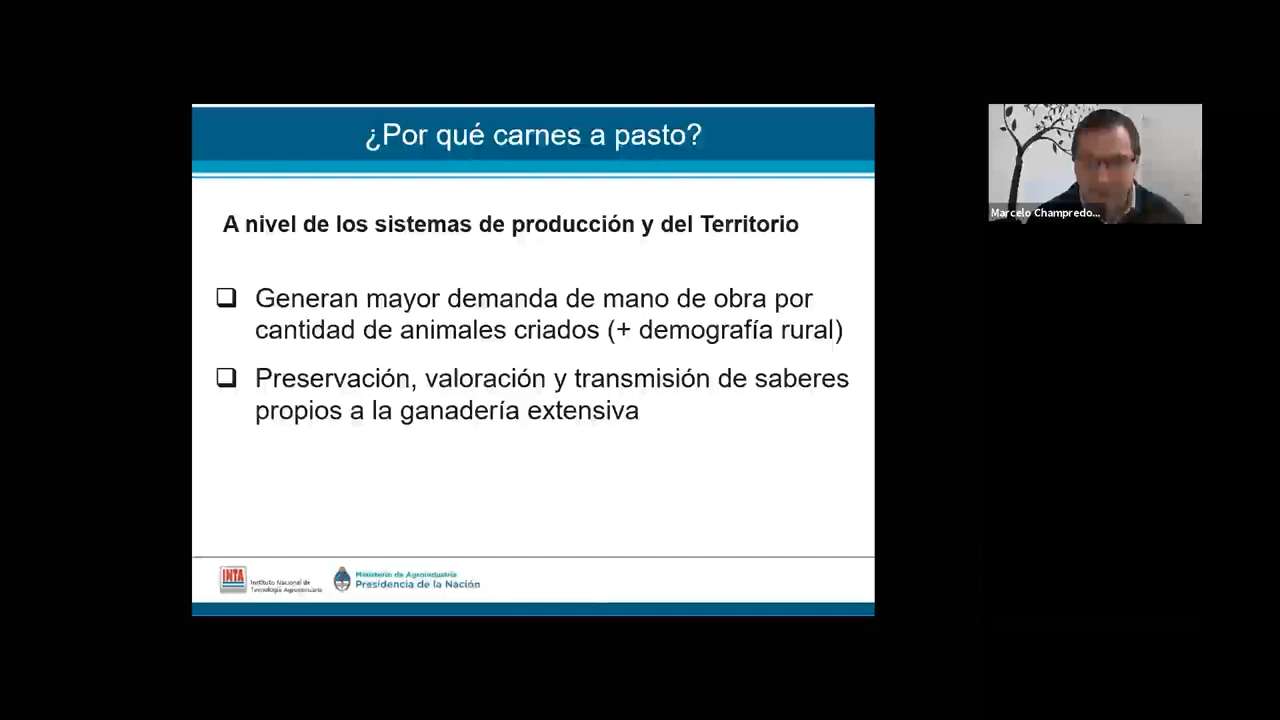 ¿Por qué carnes a pasto?
A nivel de los sistemas de producción y del Territorio
Generan mayor demanda de mano de obra por
cantidad de animales criados (+ demografía rural)
Preservación, valoración y transmisión de saberes
propios a la ganadería extensiva
INTA
Instituto Nacional de
Tecnología Agropecuaria
Ministerio de Agroindustria
Presidencia de la Nación
Marcelo Champredo...